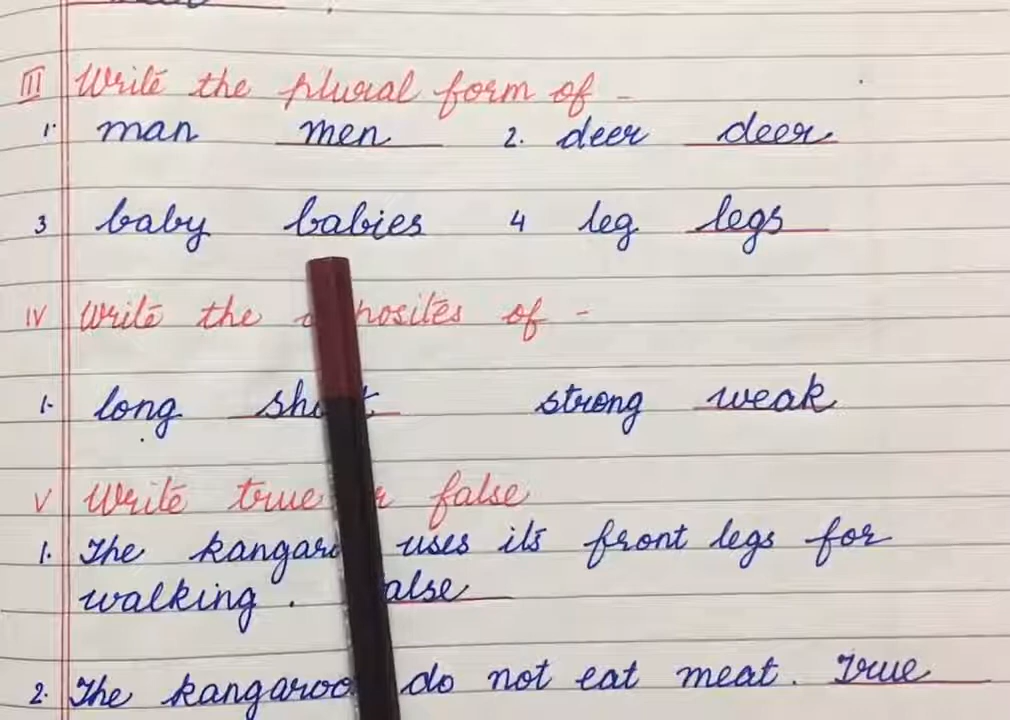 III Write the plural form of -
1. man men 2. deer deer
3 baby babies 4 leg legs
IV Write the of -
1. long strong weak
V Write true false
1. The uses its front legs for
walking.
2. The do not eat meat. True